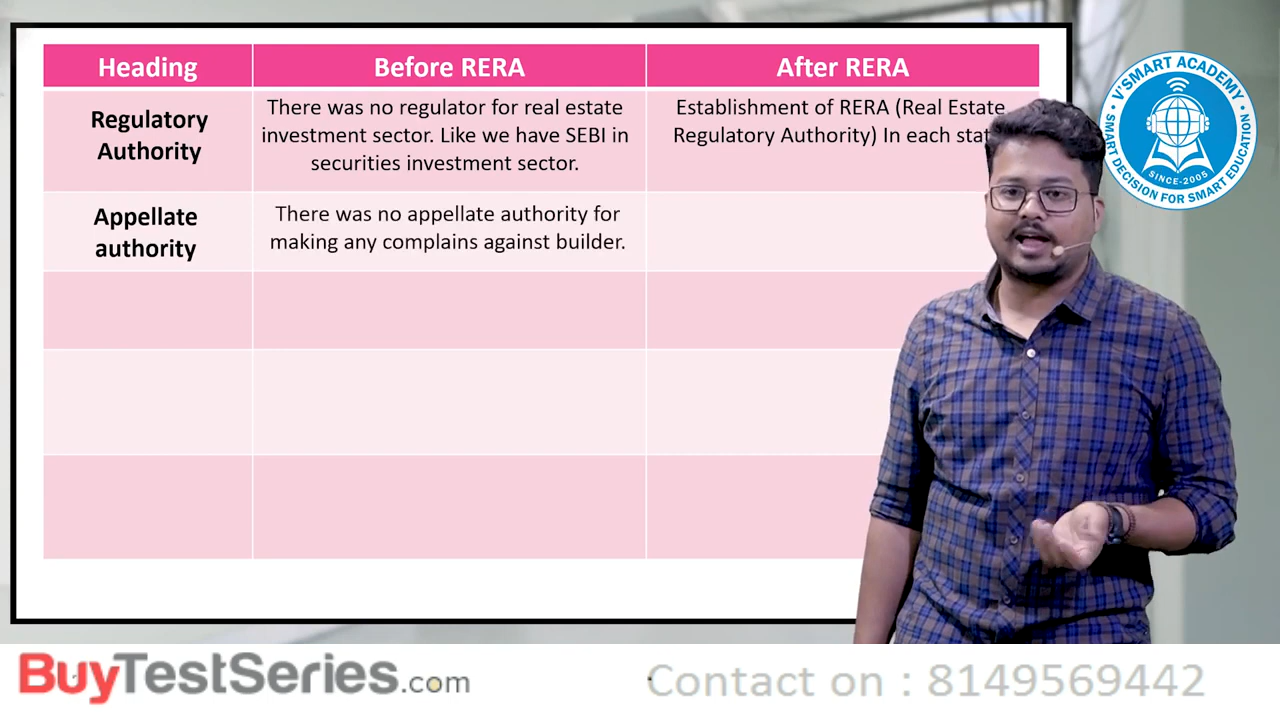 Heading
Before RERA
After RERA
Regulatory
Authority
There was no regulator for real estate
investment sector. Like we have SEBI in
securities investment sector.
Establishment of RERA (Real Estate
Regulatory Authority) In each stat
Appellate
authority
There was no appellate authority for
making any complains against builder.
V'SMART ACADEMY
SMART DECISION FOR SMART EDUCATION
SINCE-2005
BuyTestSeries.com
Contact on : 8149569442